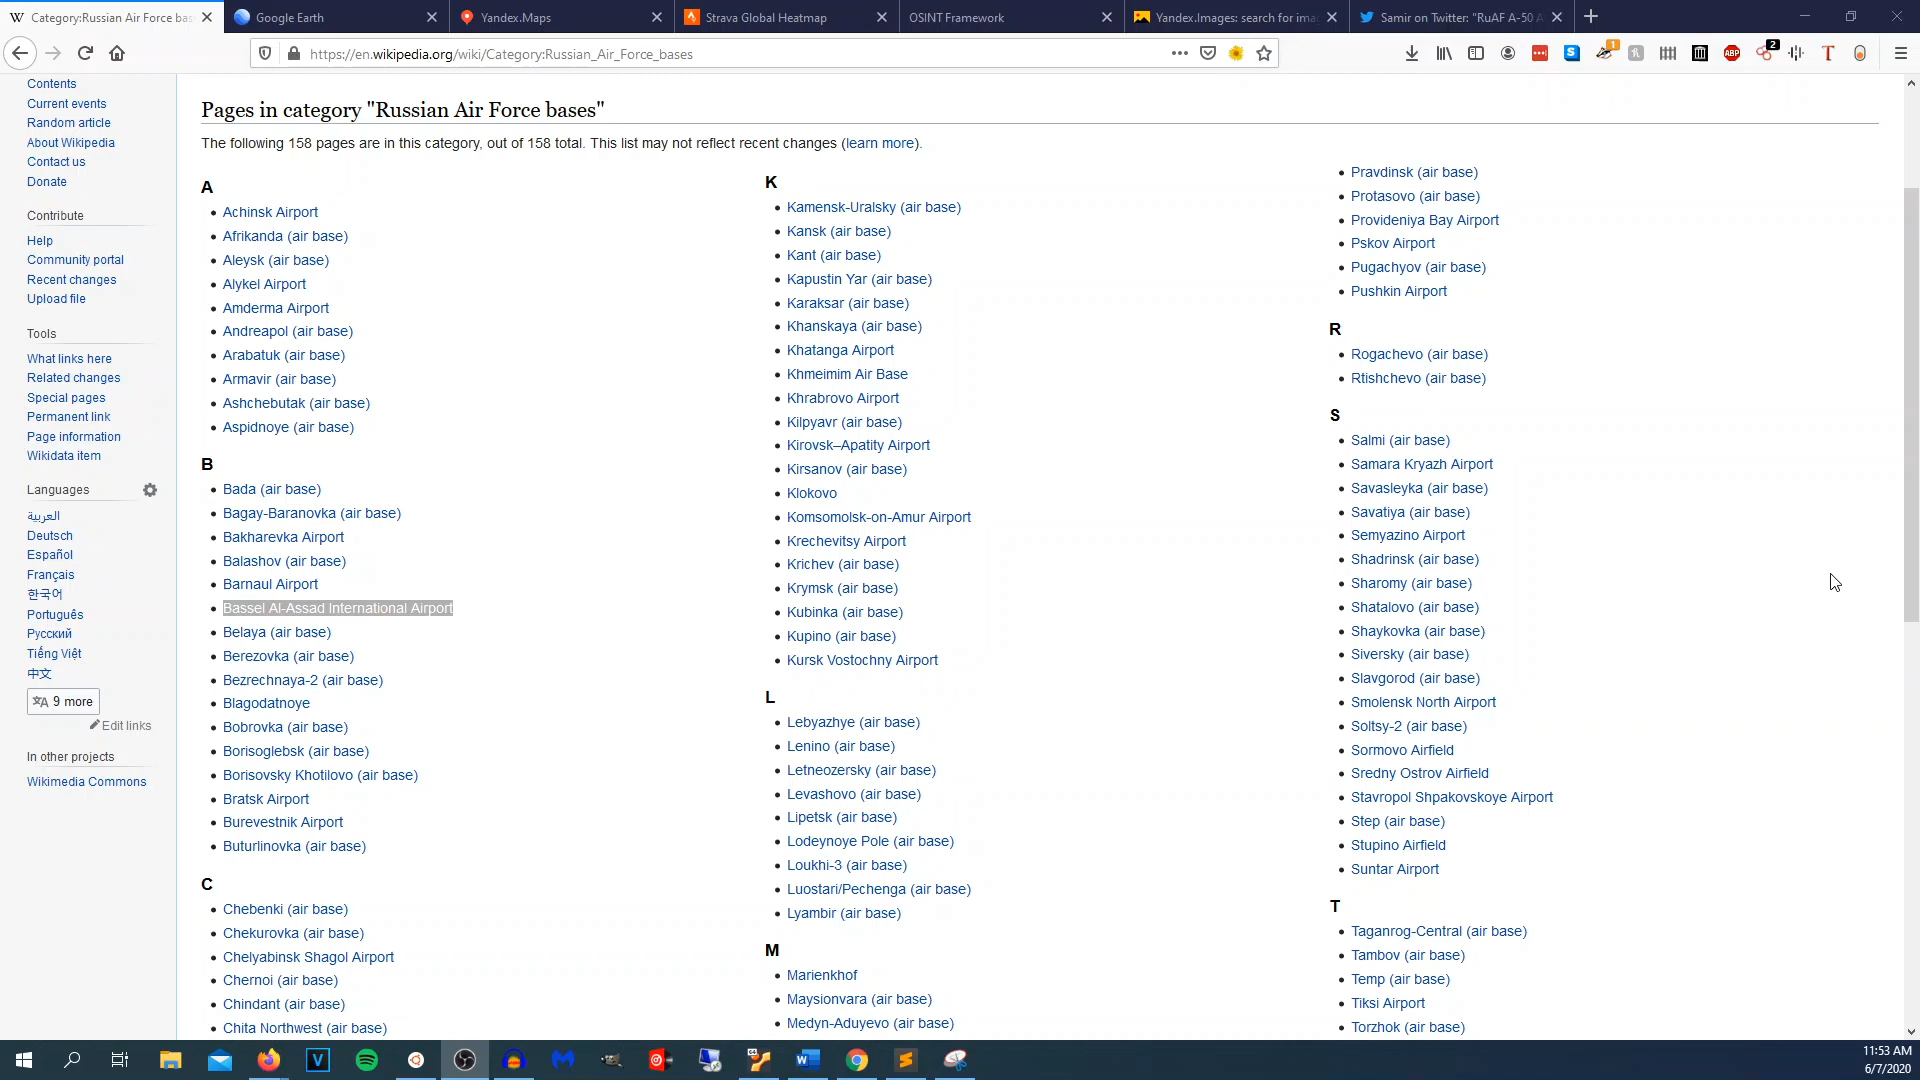 Category:Russian Air Force bas
Google Earth
Yandex.Maps
Strava Global Heatmap
OSINT Framework
Yandex.Images: search for ima
Samir on Twitter: "RuAF A-50 A
https://en.wikipedia.org/wiki/Category:Russian_Air_Force_bases
Contents
Current events
Random article
About Wikipedia
Contact us
Donate
Contribute
Help
Community portal
Recent changes
Upload file
Tools
What links here
Related changes
Special pages
Permanent link
Page information
Wikidata item
Languages
العربية
Deutsch
Español
Français
한국어
Português
Русский
Tiếng Việt
中文
9 more
Edit links
In other projects
Wikimedia Commons
Pages in category "Russian Air Force bases"
The following 158 pages are in this category, out of 158 total. This list may not reflect recent changes (learn more).
A
Achinsk Airport
Afrikanda (air base)
Aleysk (air base)
Alykel Airport
Amderma Airport
Andreapol (air base)
Arabatuk (air base)
Armavir (air base)
Ashchebutak (air base)
Aspidnoye (air base)
B
Bada (air base)
Bagay-Baranovka (air base)
Bakharevka Airport
Balashov (air base)
Barnaul Airport
Bassel Al-Assad International Airport
Belaya (air base)
Berezovka (air base)
Bezrechnaya-2 (air base)
Blagodatnoye
Bobrovka (air base)
Borisoglebsk (air base)
Borisovsky Khotilovo (air base)
Bratsk Airport
Burevestnik Airport
Buturlinovka (air base)
C
Chebenki (air base)
Chekurovka (air base)
Chelyabinsk Shagol Airport
Chernoi (air base)
Chindant (air base)
Chita Northwest (air base)
K
Kamensk-Uralsky (air base)
Kansk (air base)
Kant (air base)
Kapustin Yar (air base)
Karaksar (air base)
Khanskaya (air base)
Khatanga Airport
Khmeimim Air Base
Khrabrovo Airport
Kilpyavr (air base)
Kirovsk–Apatity Airport
Kirsanov (air base)
Klokovo
Komsomolsk-on-Amur Airport
Krechevitsy Airport
Krichev (air base)
Krymsk (air base)
Kubinka (air base)
Kupino (air base)
Kursk Vostochny Airport
L
Lebyazhye (air base)
Lenino (air base)
Letneozersky (air base)
Levashovo (air base)
Lipetsk (air base)
Lodeynoye Pole (air base)
Loukhi-3 (air base)
Luostari/Pechenga (air base)
Lyambir (air base)
M
Marienkhof
Maysionvara (air base)
Medyn-Aduyevo (air base)
Pravdinsk (air base)
Protasovo (air base)
Provideniya Bay Airport
Pskov Airport
Pugachyov (air base)
Pushkin Airport
R
Rogachevo (air base)
Rtishchevo (air base)
S
Salmi (air base)
Samara Kryazh Airport
Savasleyka (air base)
Savatiya (air base)
Semyazino Airport
Shadrinsk (air base)
Sharomy (air base)
Shatalovo (air base)
Shaykovka (air base)
Siversky (air base)
Slavgorod (air base)
Smolensk North Airport
Soltsy-2 (air base)
Sormovo Airfield
Sredny Ostrov Airfield
Stavropol Shpakovskoye Airport
Step (air base)
Stupino Airfield
Suntar Airport
T
Taganrog-Central (air base)
Tambov (air base)
Temp (air base)
Tiksi Airport
Torzhok (air base)
11:53 AM
6/7/2020